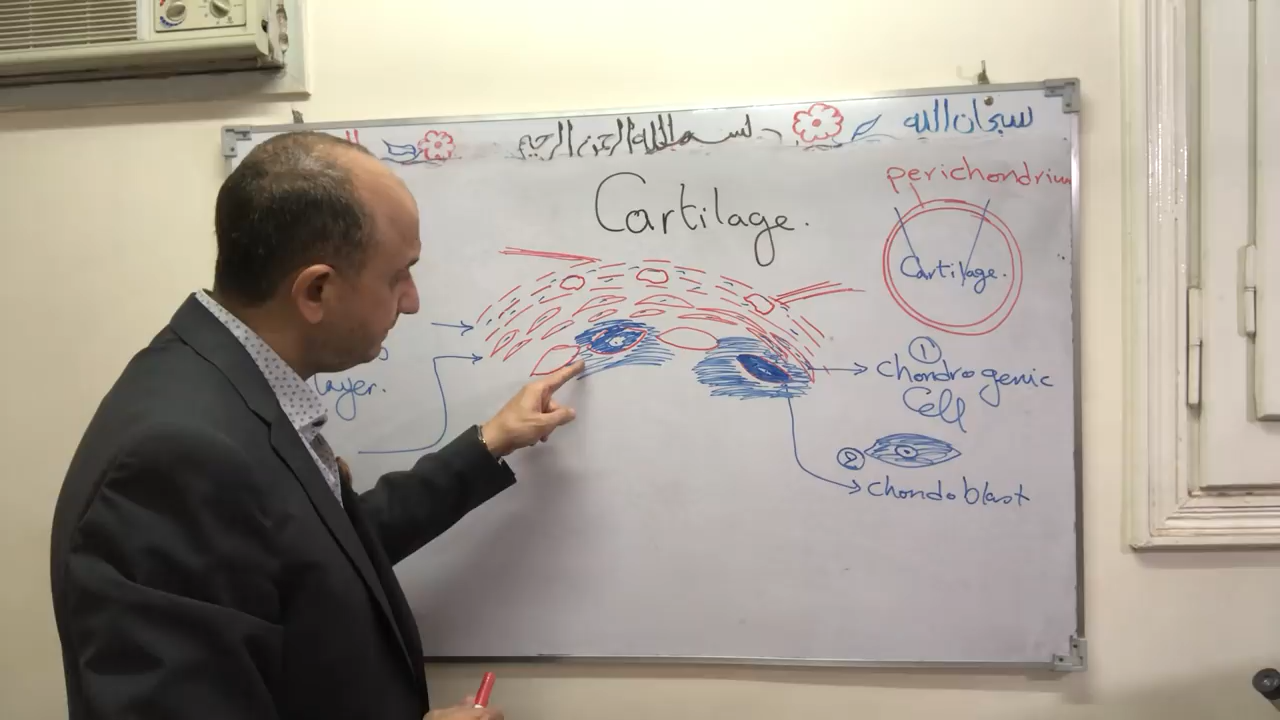 سبحان الله
بسم الله الرحمن الرحيم
Cartilage.
perichondrium
Cartilage.
layer.
①
chondrogenic
Cell
②
chondoblast